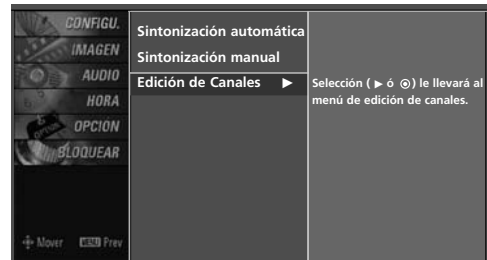 CONFIGU.
IMAGEN
AUDIO
HORA
OPCION
BLOQUEAR
Mover MENU Prev
Sintonización automática
Sintonización manual
Edición de Canales ►
Selección ( ► ó ◉) le llevará al
menú de edición de canales.